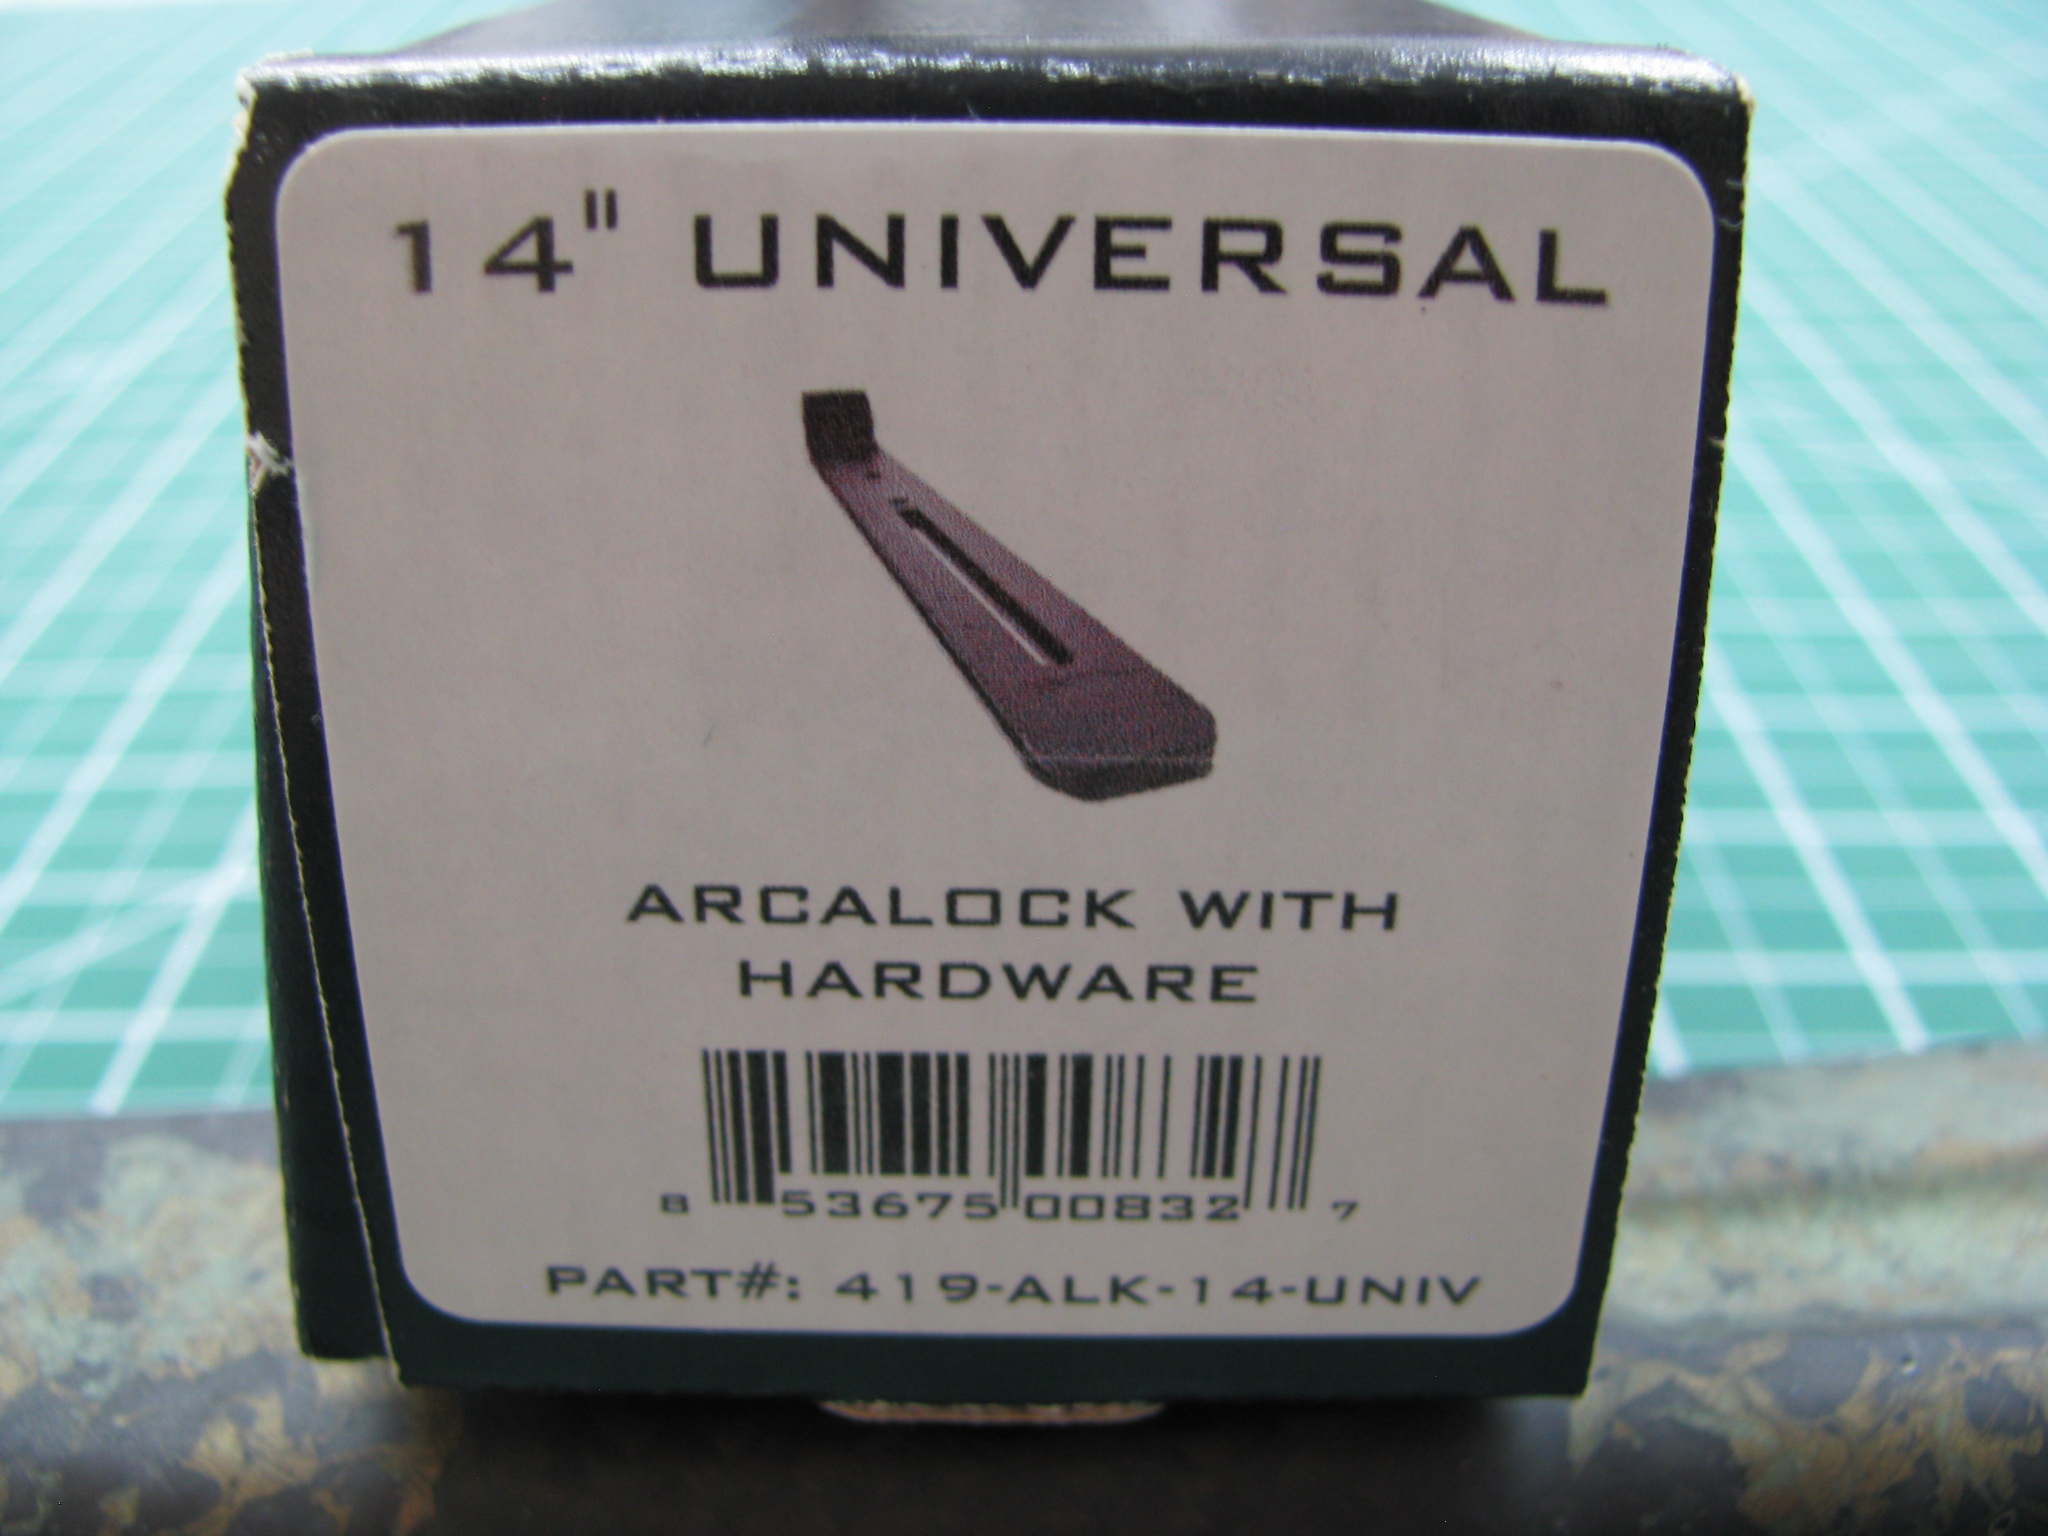 14" UNIVERSAL
ARCALOCK WITH
HARDWARE
8 53675 00832 7
PART#: 419-ALK-14-UNIV